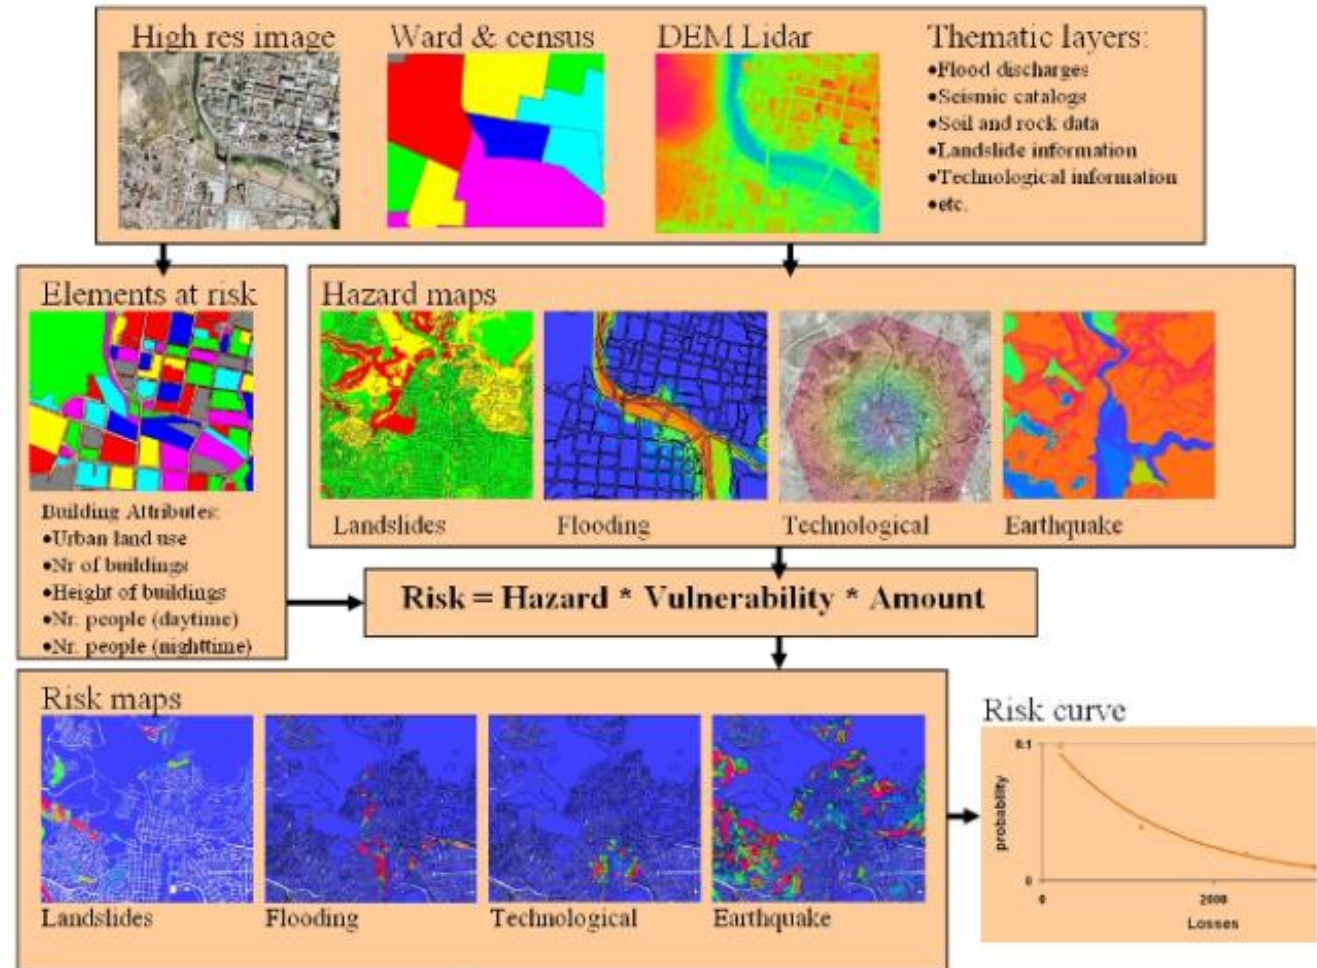 High res image
Ward & census
DEM Lidar
Thematic layers:
•Flood discharges
•Seismic catalogs
•Soil and rock data
•Landslide information
•Technological information
•etc.
Elements at risk
Building Attributes:
•Urban land use
•Nr of buildings
•Height of buildings
•Nr. people (daytime)
•Nr. people (nighttime)
Hazard maps
Landslides
Flooding
Technological
Earthquake
Risk = Hazard * Vulnerability * Amount
Risk maps
Landslides
Flooding
Technological
Earthquake
Risk curve
0.1
probability
0
0
2000
Losses